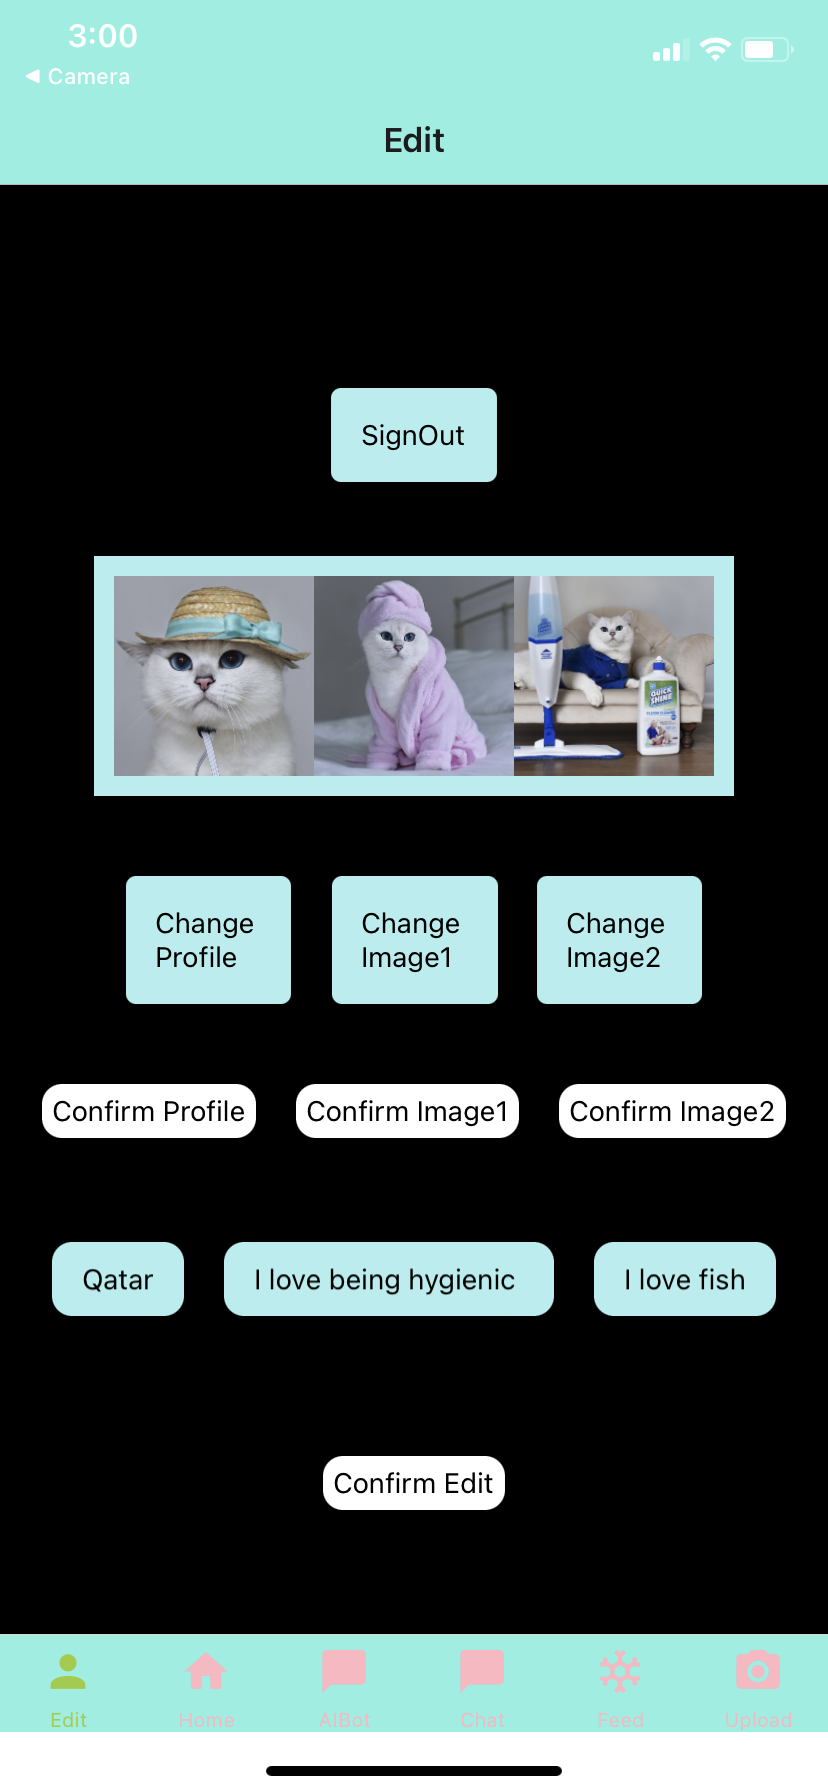 3:00
◀ Camera
Edit
SignOut
QUICK
SHINE
Change
Profile
Change
Image1
Change
Image2
Confirm Profile
Confirm Image1
Confirm Image2
Qatar
I love being hygienic
I love fish
Confirm Edit
Edit
Home
AIBot
Chat
Feed
Upload